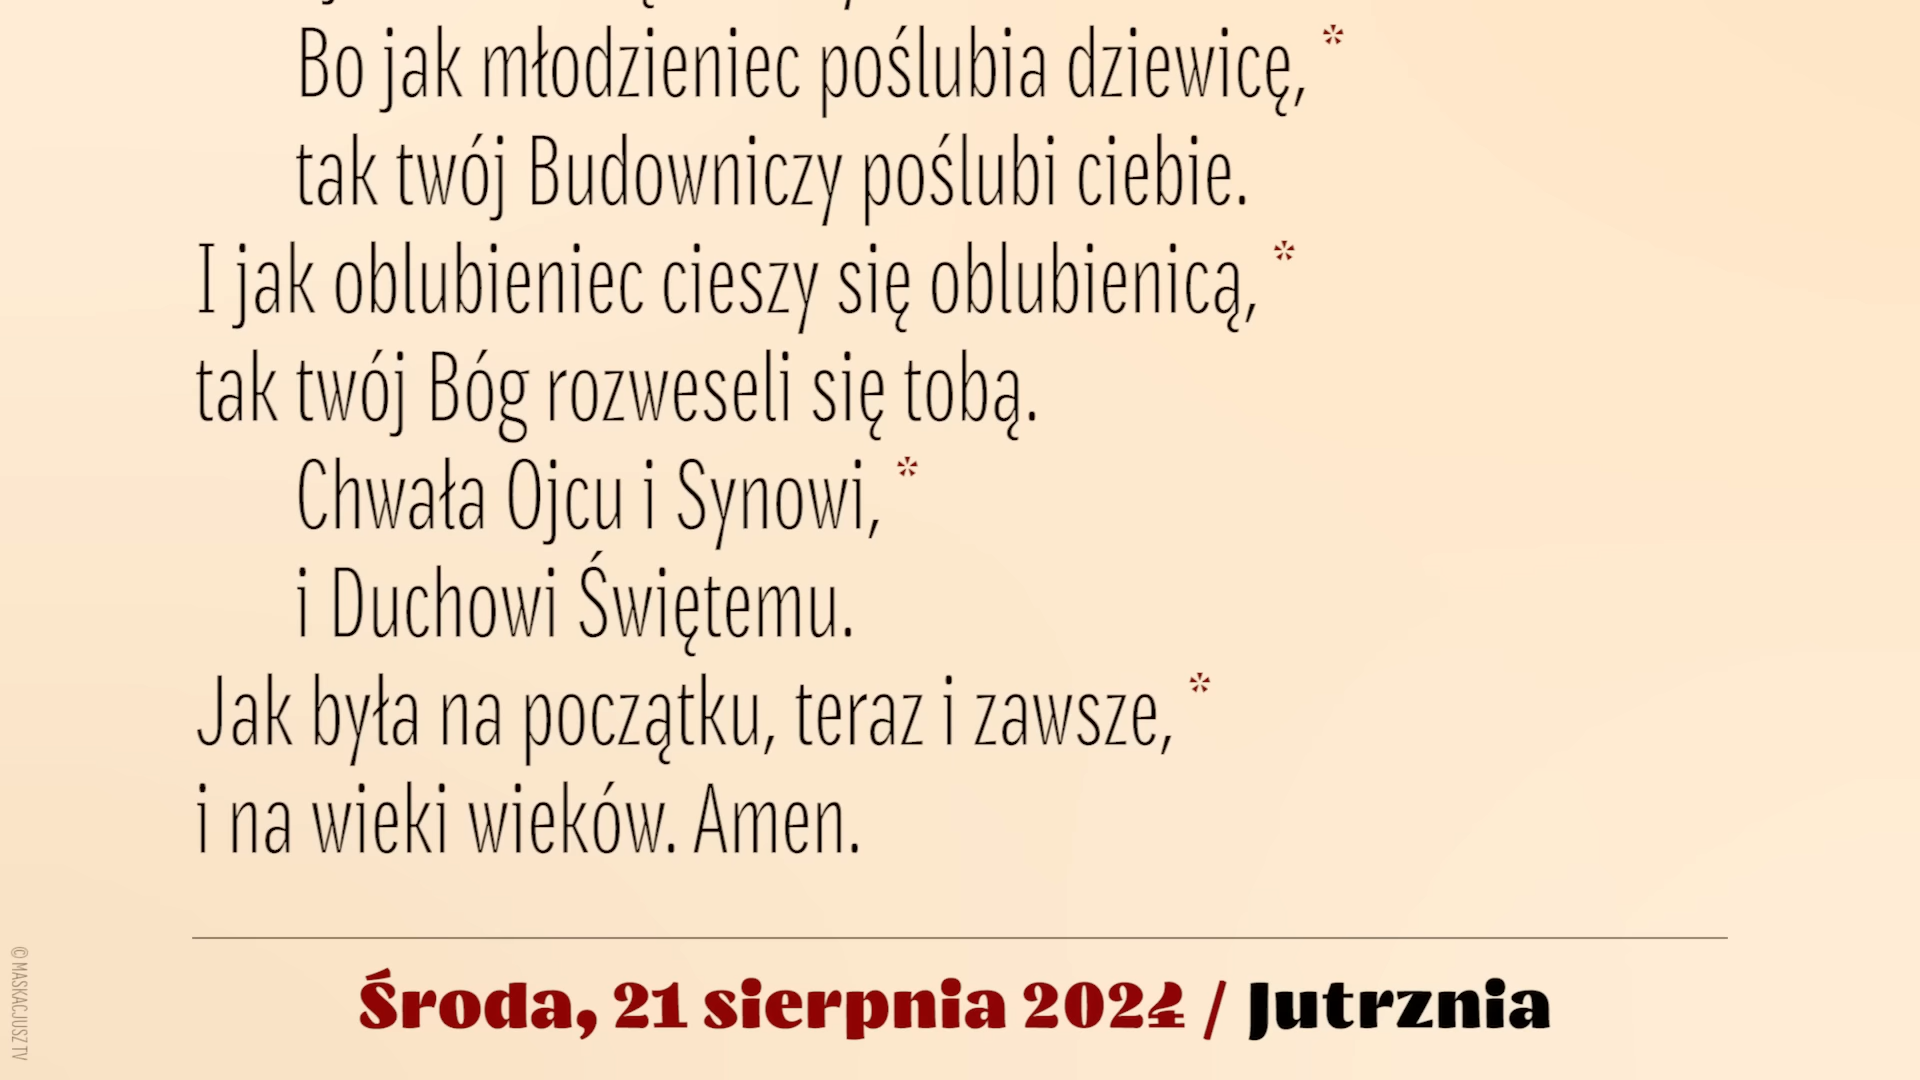 Bo jak młodzieniec poślubia dziewicę, *
tak twój Budowniczy poślubi ciebie.
I jak oblubieniec cieszy się oblubienicą, *
tak twój Bóg rozweseli się tobą.
Chwała Ojcu i Synowi, *
i Duchowi Świętemu.
Jak była na początku, teraz i zawsze, *
i na wieki wieków. Amen.
Środa, 21 sierpnia 2024 / Jutrznia
© MASKACJUSZ TV